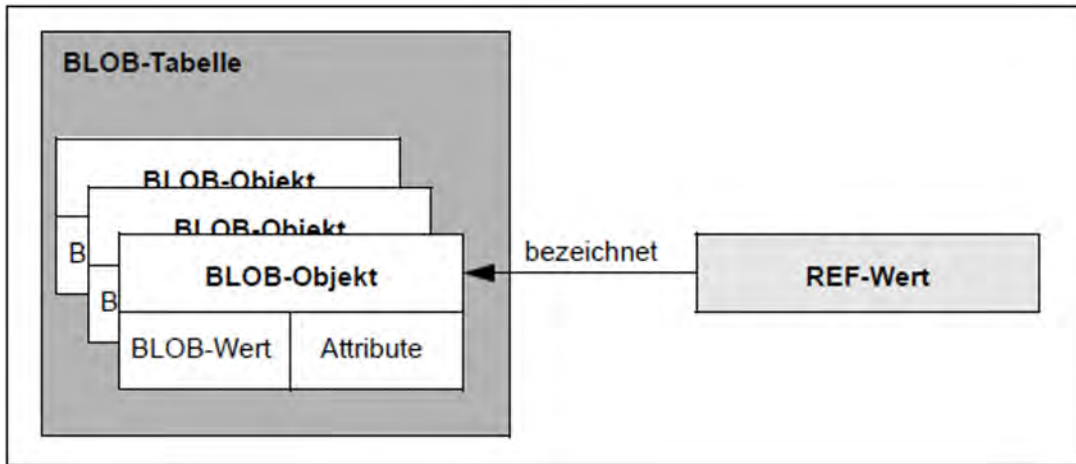 BLOB-Tabelle
BLOB-Objekt
B
BLOB-Objekt
B
BLOB-Objekt
BLOB-Wert Attribute
bezeichnet
REF-Wert